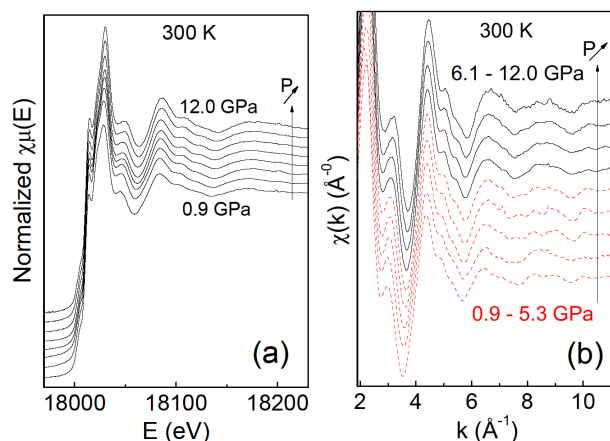 300 K
P
12.0 GPa
0.9 GPa
(a)
Normalized χμ(E)
18000 18100 18200
E (eV)
300 K
P
6.1 - 12.0 GPa
0.9 - 5.3 GPa
(b)
χ(k) (Å⁻⁰)
2 4 6 8 10
k (Å⁻¹)